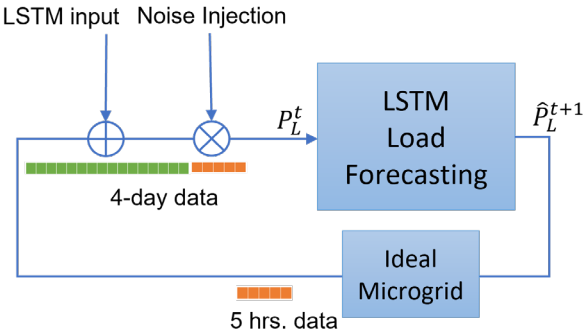 LSTM input
Noise Injection
P_L^t
LSTM
Load
Forecasting
P̂_L^{t+1}
4-day data
Ideal
Microgrid
5 hrs. data